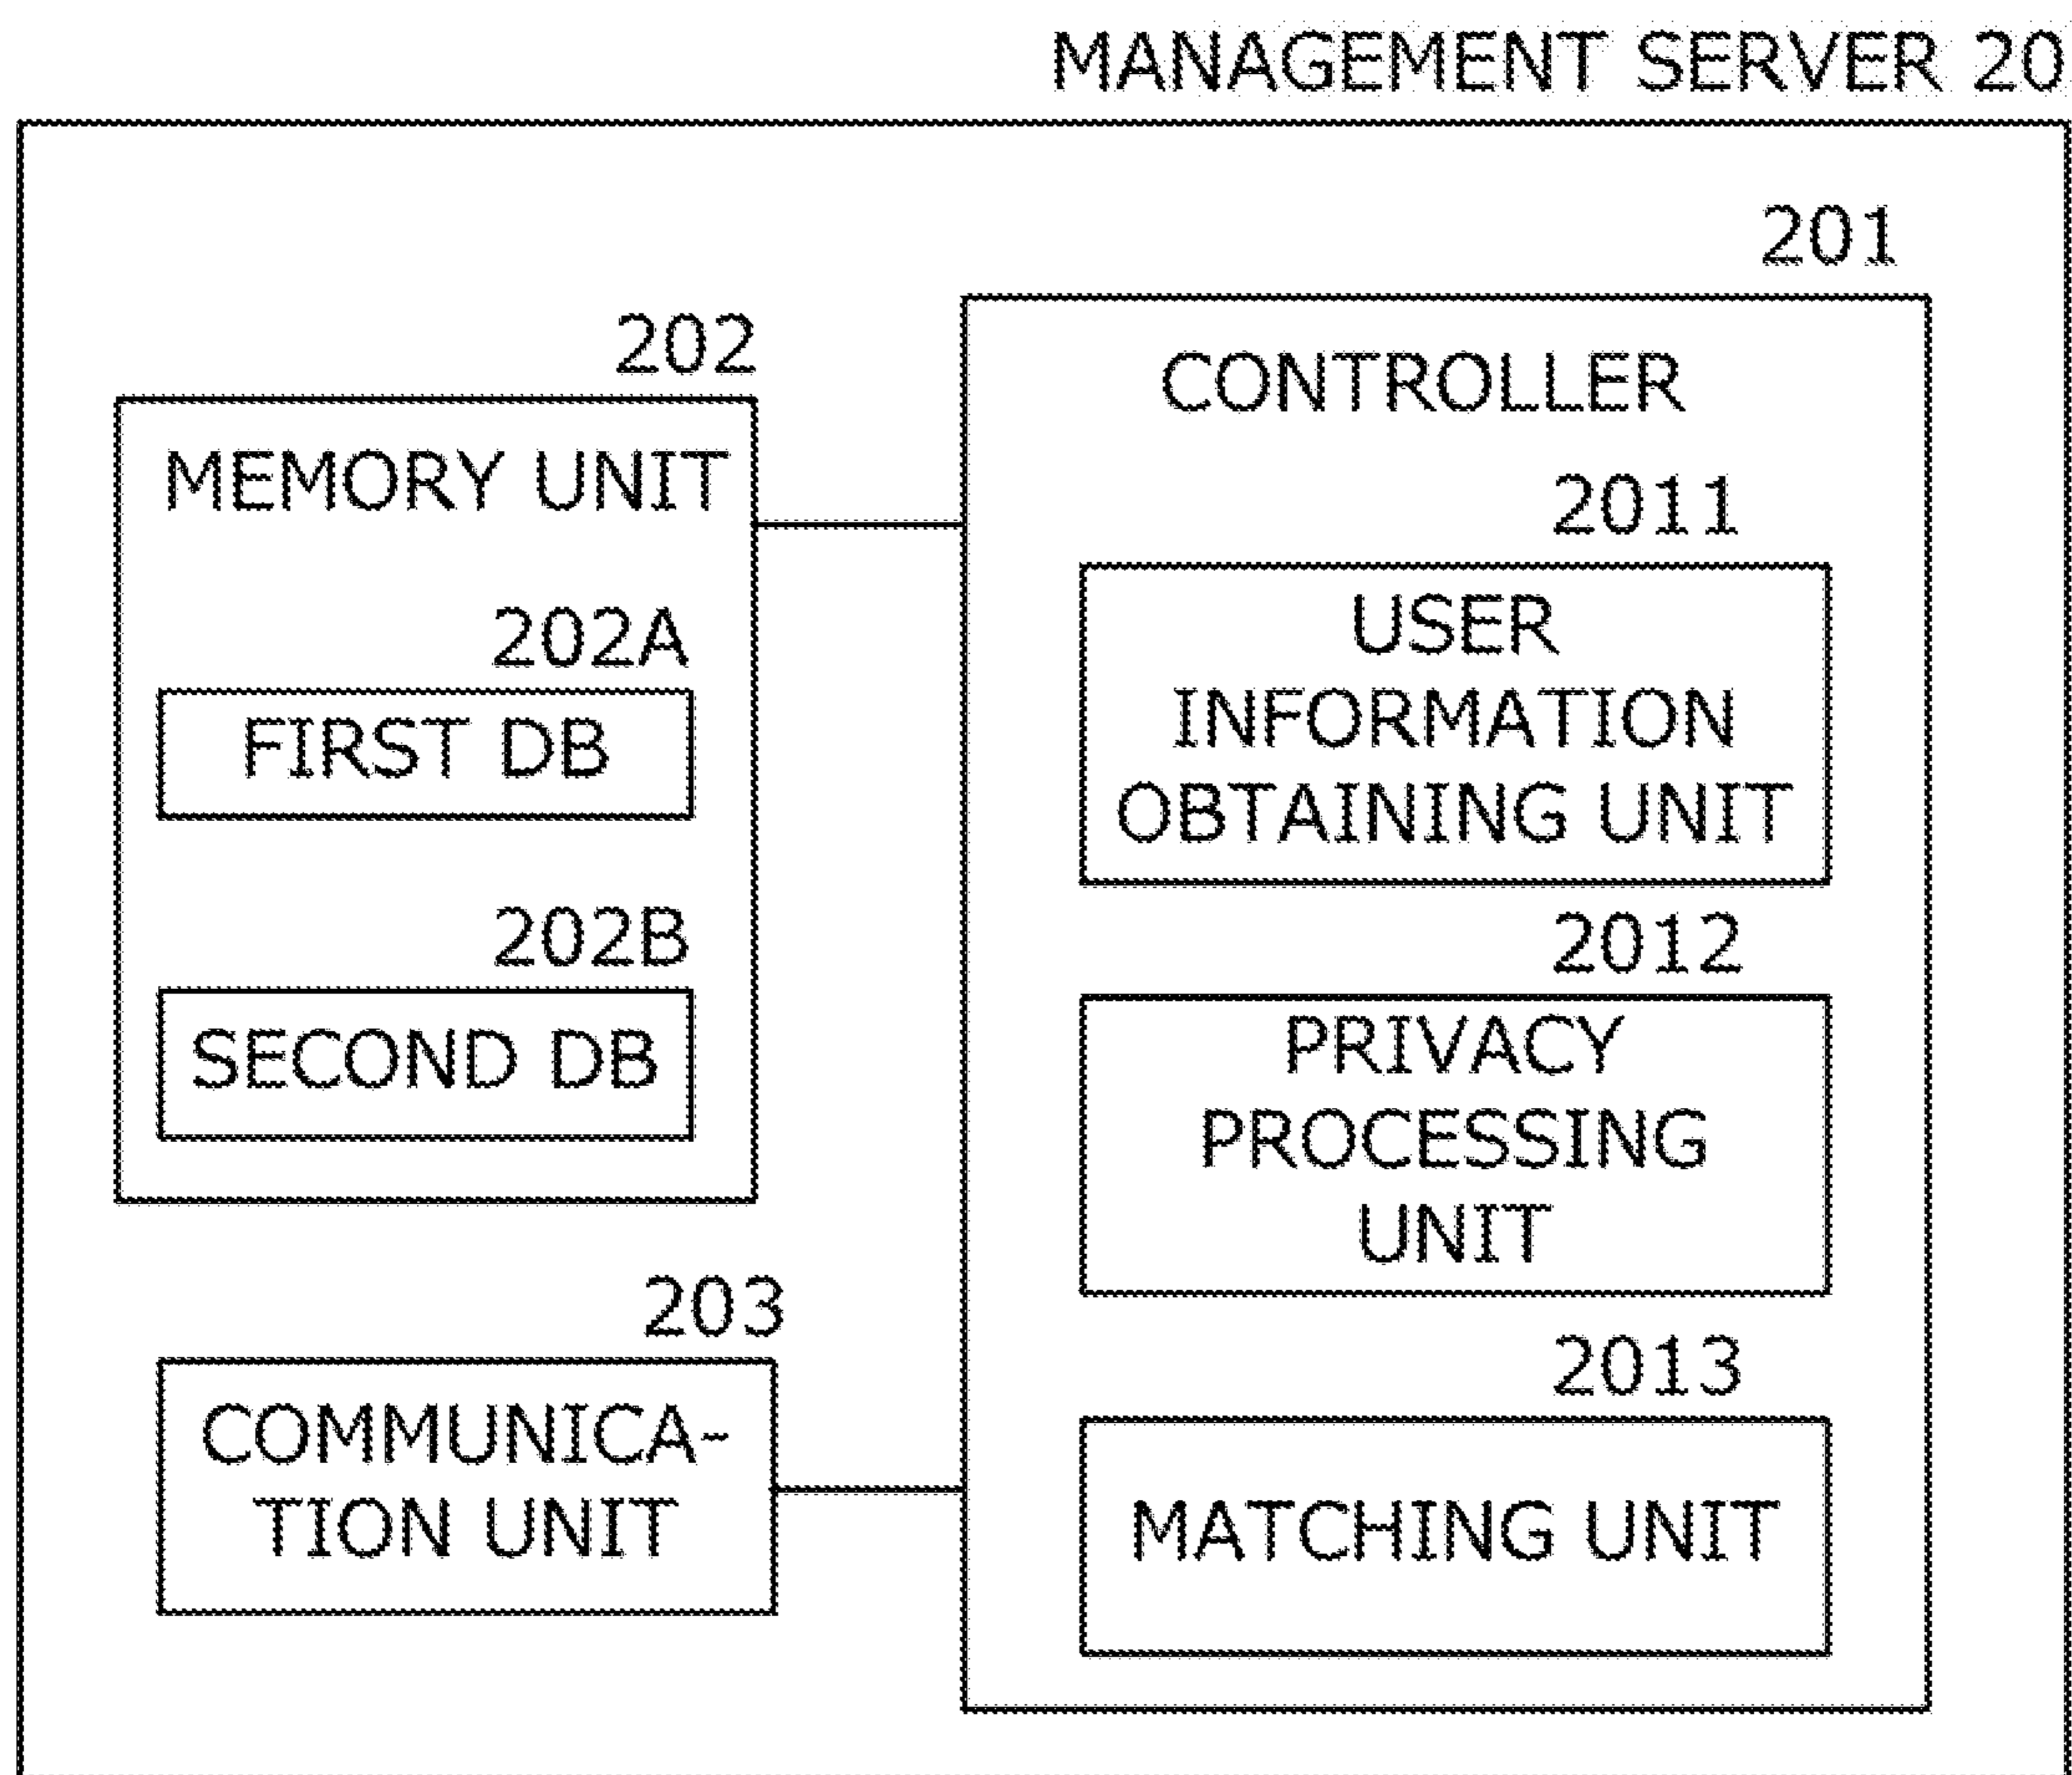 MANAGEMENT SERVER 20
202
MEMORY UNIT
202A
FIRST DB
202B
SECOND DB
203
COMMUNICA-
TION UNIT
201
CONTROLLER
2011
USER
INFORMATION
OBTAINING UNIT
2012
PRIVACY
PROCESSING
UNIT
2013
MATCHING UNIT